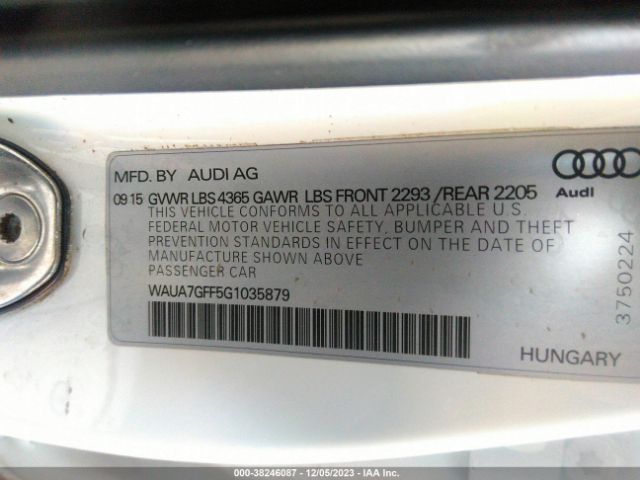 MFD. BY AUDI AG
Audi
09 15 GVWR LBS 4365 GAWR LBS FRONT 2293 /REAR 2205
THIS VEHICLE CONFORMS TO ALL APPLICABLE U.S.
FEDERAL MOTOR VEHICLE SAFETY, BUMPER AND THEFT
PREVENTION STANDARDS IN EFFECT ON THE DATE OF
MANUFACTURE SHOWN ABOVE
PASSENGER CAR
WAUA7GFF5G1035879
3750224
HUNGARY
000-38246087 - 12/05/2023 - IAA Inc.